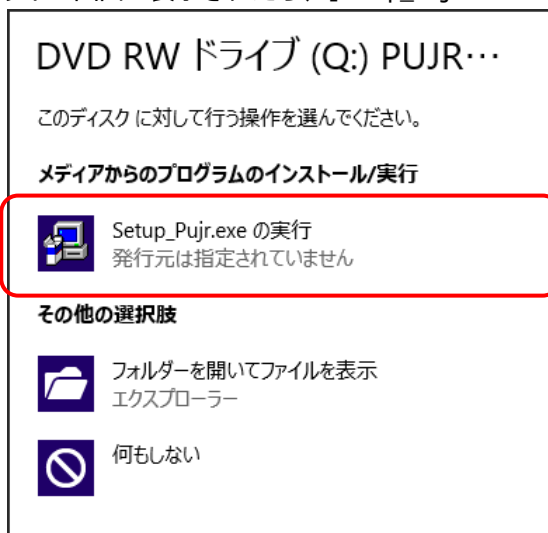 DVD RW ドライブ (Q:) PUJR…
このディスク に対して行う操作を選んでください。
メディアからのプログラムのインストール/実行
Setup_Pujr.exe の実行
発行元は指定されていません
その他の選択肢
フォルダーを開いてファイルを表示
エクスプローラー
何もしない